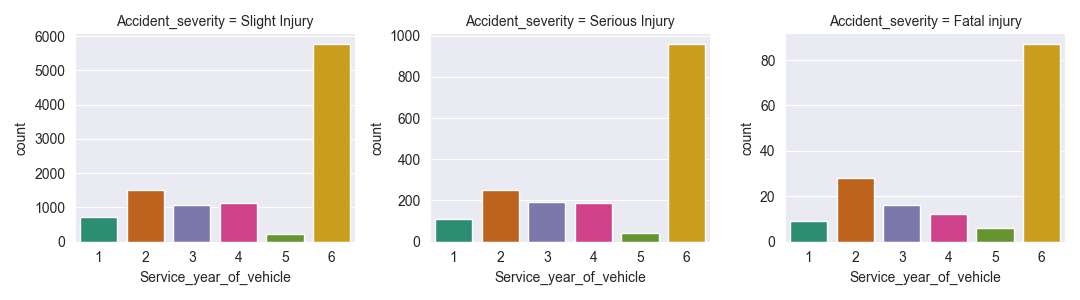 Accident_severity = Slight Injury
6000
5000
4000
3000
2000
1000
0
count
1 2 3 4 5 6
Service_year_of_vehicle
Accident_severity = Serious Injury
1000
800
600
400
200
0
count
1 2 3 4 5 6
Service_year_of_vehicle
Accident_severity = Fatal injury
80
60
40
20
0
count
1 2 3 4 5 6
Service_year_of_vehicle